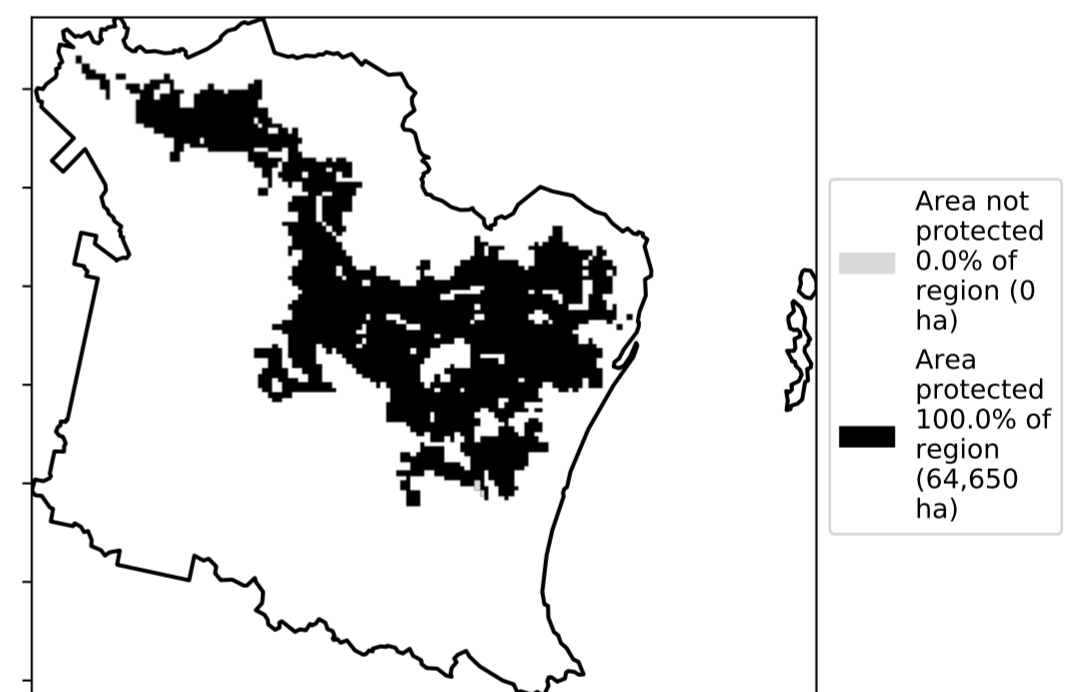 Area not
protected
0.0% of
region (0
ha)
Area
protected
100.0% of
region
(64,650
ha)